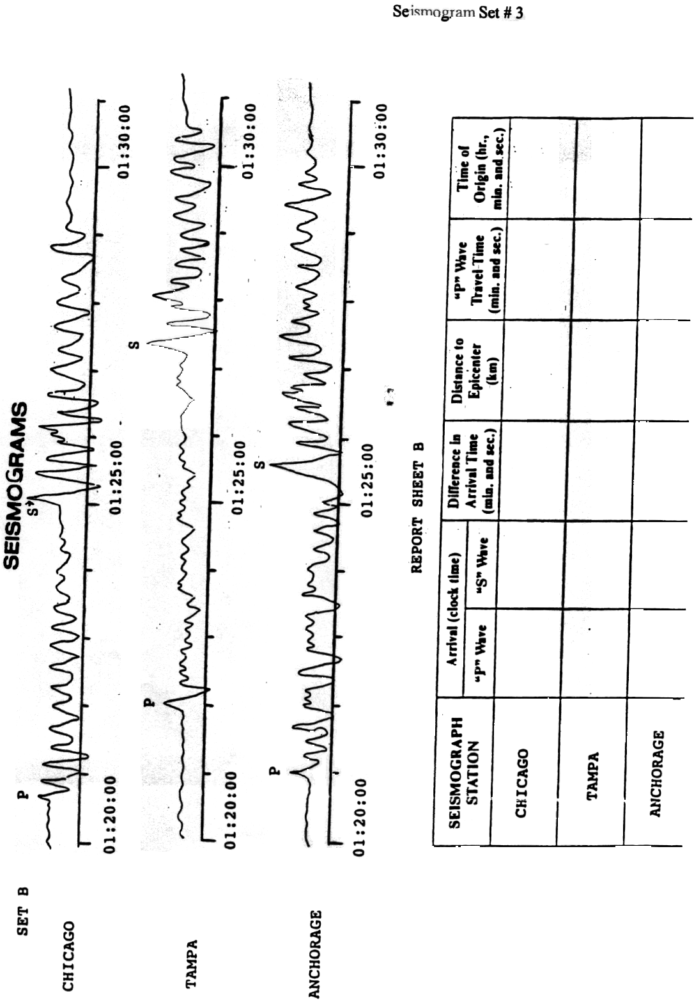 Seismogram Set # 3
SEISMOGRAMS
SET B
CHICAGO
P
S
01:20:00
01:25:00
01:30:00
TAMPA
P
S
01:20:00
01:25:00
01:30:00
ANCHORAGE
P
S
01:20:00
01:25:00
01:30:00
REPORT SHEET B
SEISMOGRAPH
STATION
Arrival (clock time)
"P" Wave
"S" Wave
Difference in
Arrival Time
(min. and sec.)
Distance to
Epicenter
(km)
"P" Wave
Travel-Time
(min. and sec.)
Time of
Origin (hr.,
min. and sec.)
CHICAGO
TAMPA
ANCHORAGE